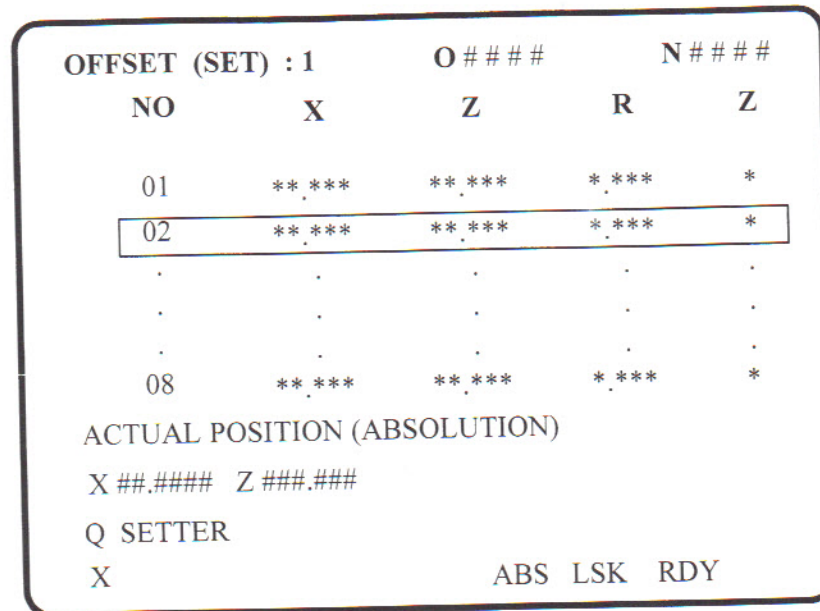 OFFSET (SET) : 1 O # # # # N # # # #
NO X Z R Z
01 **.*** **.*** *.*** *
02 **.*** **.*** *.*** *
. . . . .
. . . . .
. . . . .
08 **.*** **.*** *.*** *
ACTUAL POSITION (ABSOLUTION)
X ##.#### Z ###.###
Q SETTER
X ABS LSK RDY